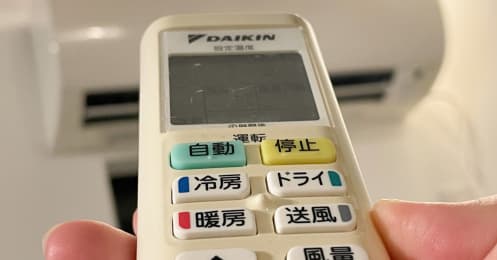 DAIKIN
設定温度
運転
自動 停止
冷房 ドライ
暖房 送風
風量